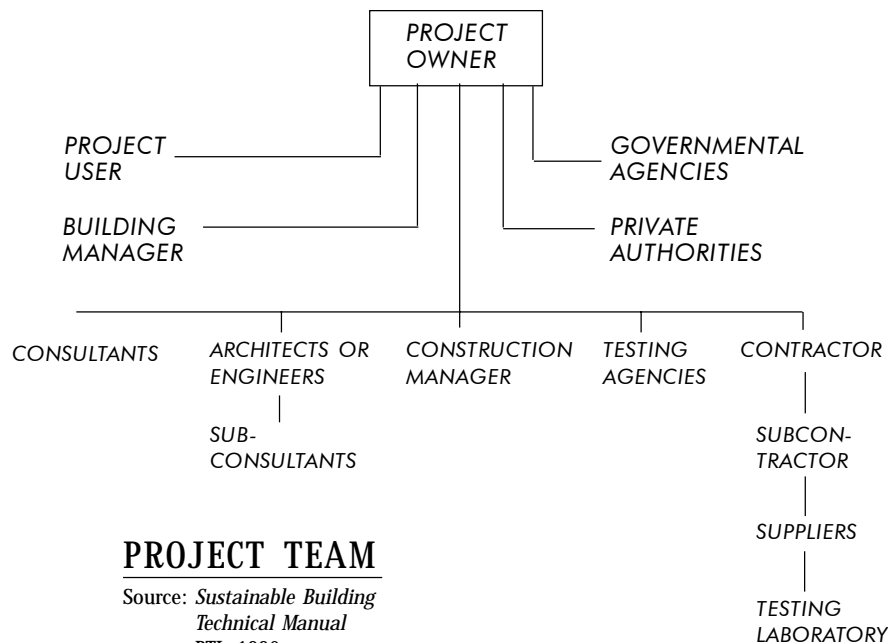 PROJECT
OWNER
PROJECT
USER
GOVERNMENTAL
AGENCIES
BUILDING
MANAGER
PRIVATE
AUTHORITIES
CONSULTANTS
ARCHITECTS OR
ENGINEERS
CONSTRUCTION
MANAGER
TESTING
AGENCIES
CONTRACTOR
SUB-
CONSULTANTS
SUBCON-
TRACTOR
SUPPLIERS
TESTING
LABORATORY
PROJECT TEAM
Source: Sustainable Building
Technical Manual